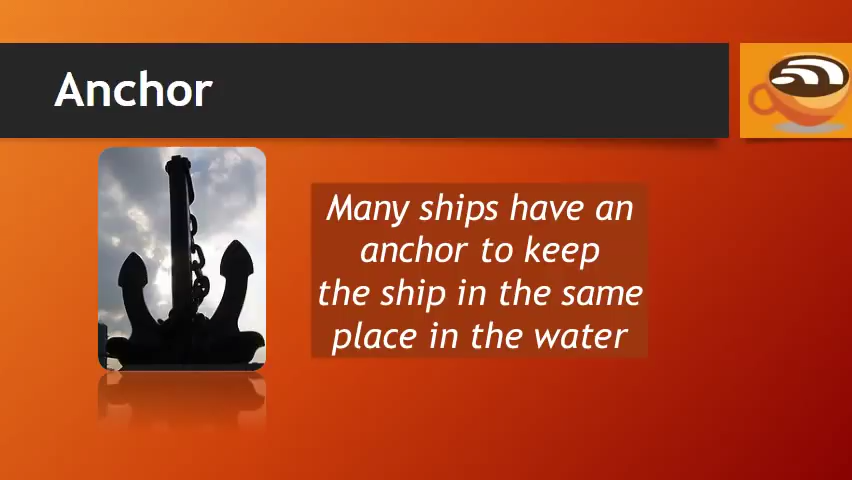 Anchor
Many ships have an
anchor to keep
the ship in the same
place in the water